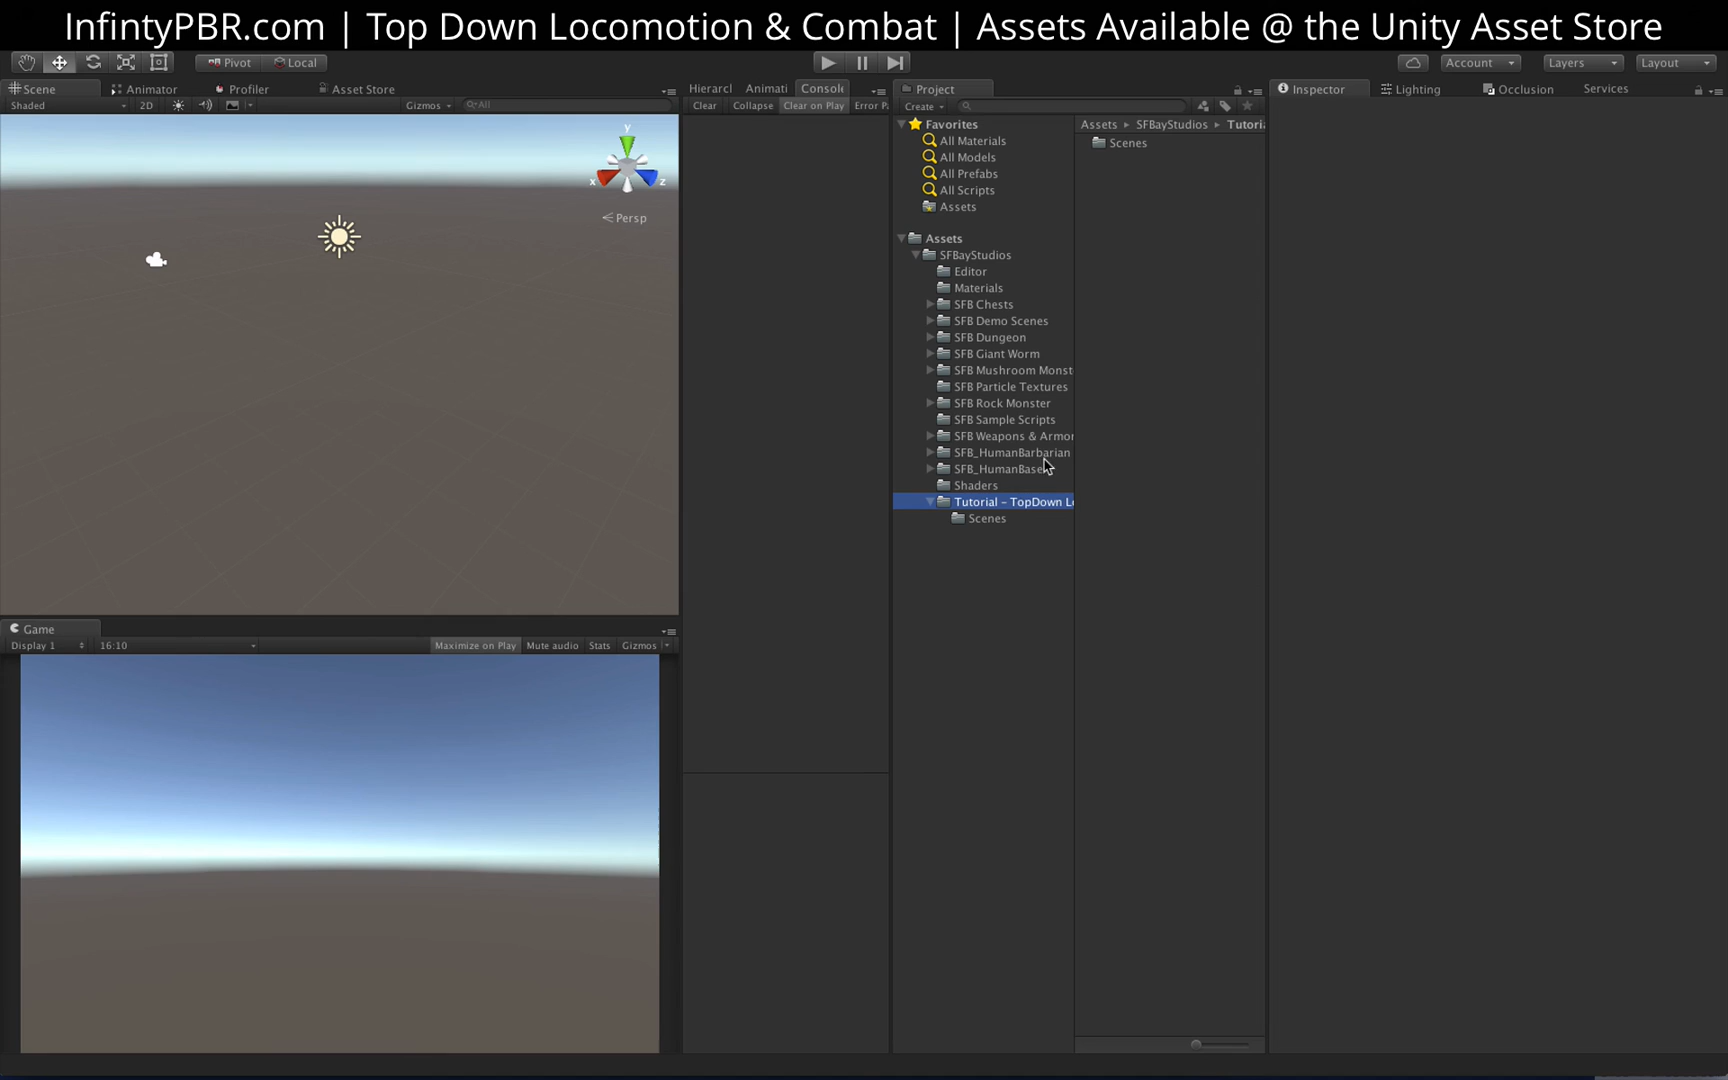 InfintyPBR.com | Top Down Locomotion & Combat | Assets Available @ the Unity Asset Store
Pivot Local Account Layers Layout
Scene Animator Profiler Asset Store
Shaded 2D Gizmos All
y
x z
Persp
Game
Display 1 16:10 Maximize on Play Mute audio Stats Gizmos
Hierarc Animati Consol
Clear Collapse Clear on Play Error P
Project
Create
Favorites
All Materials
All Models
All Prefabs
All Scripts
Assets
Assets
SFBayStudios
Editor
Materials
SFB Chests
SFB Demo Scenes
SFB Dungeon
SFB Giant Worm
SFB Mushroom Monst
SFB Particle Textures
SFB Rock Monster
SFB Sample Scripts
SFB Weapons & Armor
SFB_HumanBarbarian
SFB_HumanBase
Shaders
Tutorial – TopDown L
Scenes
Assets SFBayStudios Tutoria
Scenes
Inspector Lighting Occlusion Services